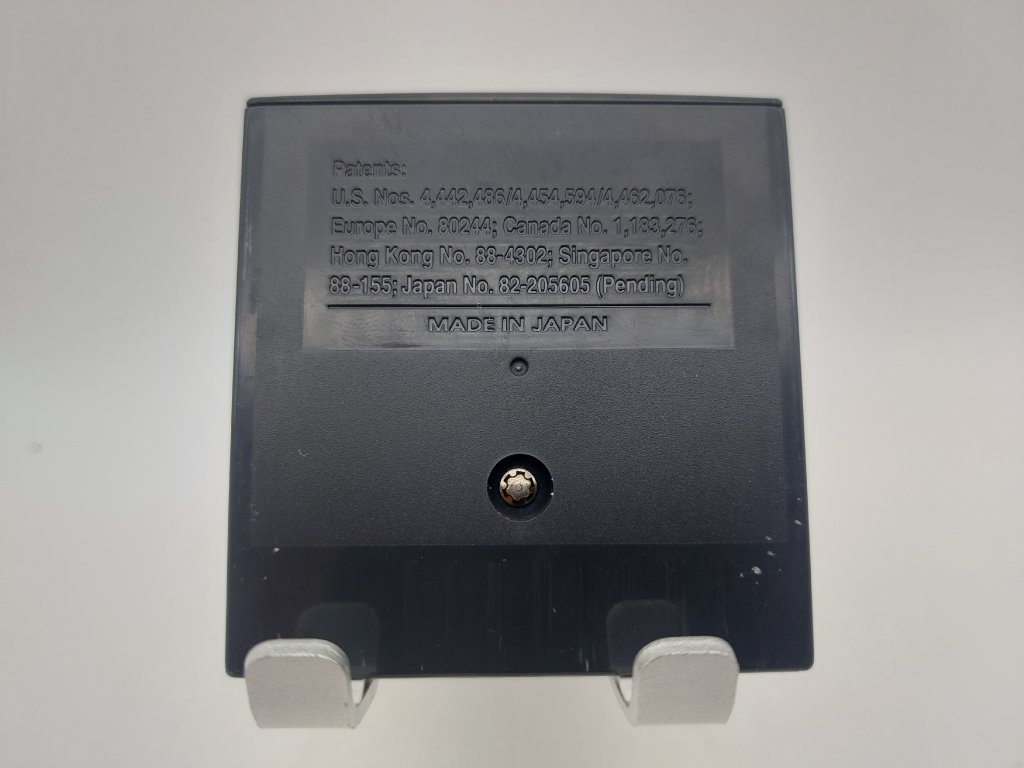 Patents:
U.S. Nos. 4,442,486/4,454,594/4,462,076;
Europe No. 80244; Canada No. 1,183,276;
Hong Kong No. 88-4302; Singapore No.
88-155; Japan No. 82-205605 (Pending)
MADE IN JAPAN